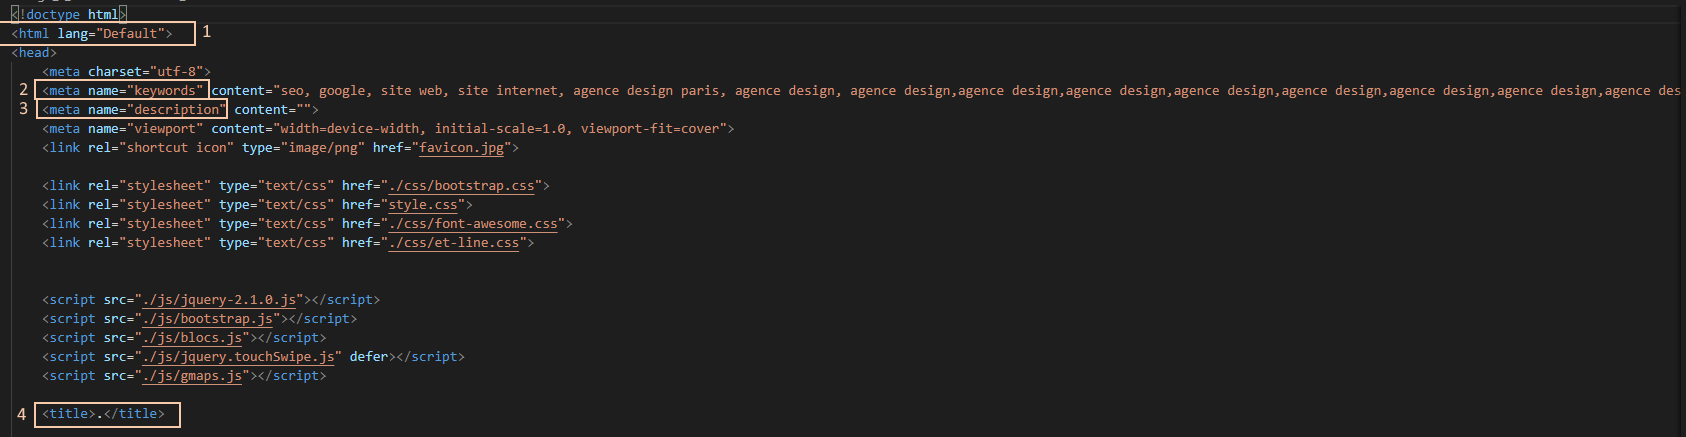 <!doctype html>
<html lang="Default"> 1
<head>
<meta charset="utf-8">
2 <meta name="keywords" content="seo, google, site web, site internet, agence design paris, agence design, agence design,agence design,agence design,agence design,agence design,agence design,agence design,agence des
3 <meta name="description" content="">
<meta name="viewport" content="width=device-width, initial-scale=1.0, viewport-fit=cover">
<link rel="shortcut icon" type="image/png" href="favicon.jpg">
<link rel="stylesheet" type="text/css" href="./css/bootstrap.css">
<link rel="stylesheet" type="text/css" href="style.css">
<link rel="stylesheet" type="text/css" href="./css/font-awesome.css">
<link rel="stylesheet" type="text/css" href="./css/et-line.css">
<script src="./js/jquery-2.1.0.js"></script>
<script src="./js/bootstrap.js"></script>
<script src="./js/blocs.js"></script>
<script src="./js/jquery.touchSwipe.js" defer></script>
<script src="./js/gmaps.js"></script>
4 <title>.</title>